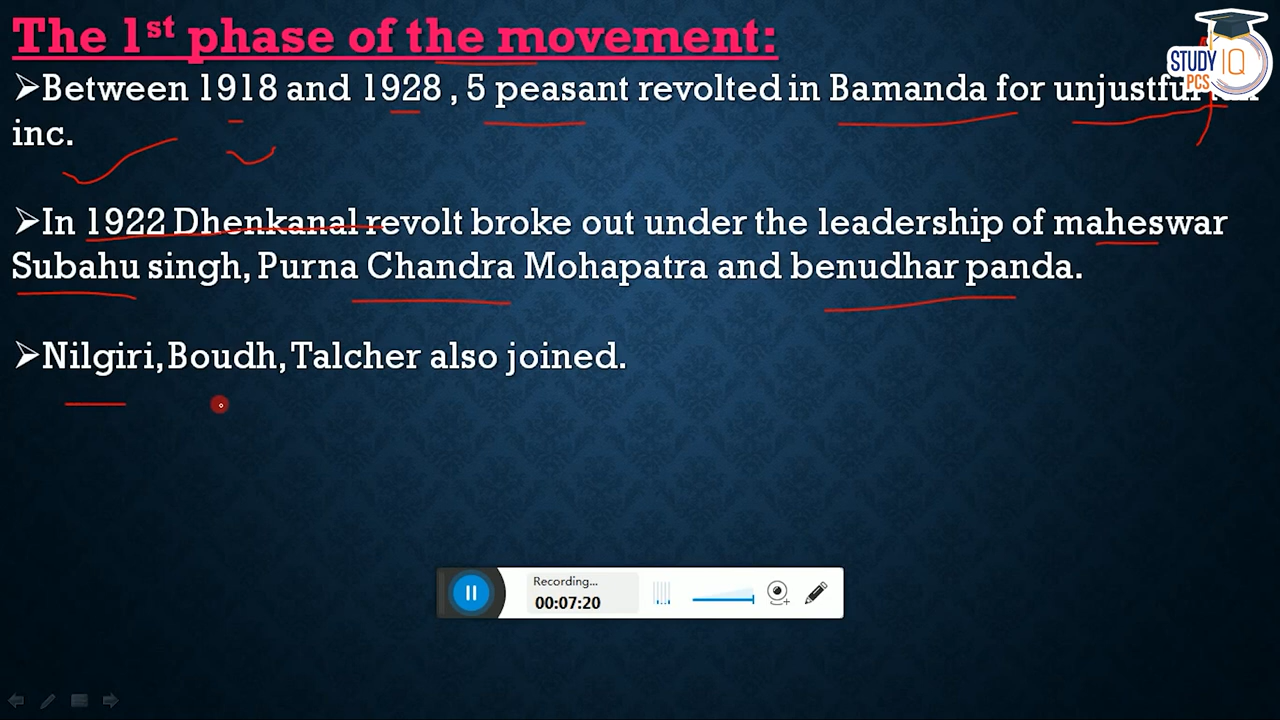 The 1st phase of the movement:
➢Between 1918 and 1928 , 5 peasant revolted in Bamanda for
inc.
➢In 1922 Dhenkanal revolt broke out under the leadership of maheswar
Subahu singh, Purna Chandra Mohapatra and benudhar panda.
➢Nilgiri, Boudh, Talcher also joined.
STUDY IQ
PCS
Recording...
00:07:20